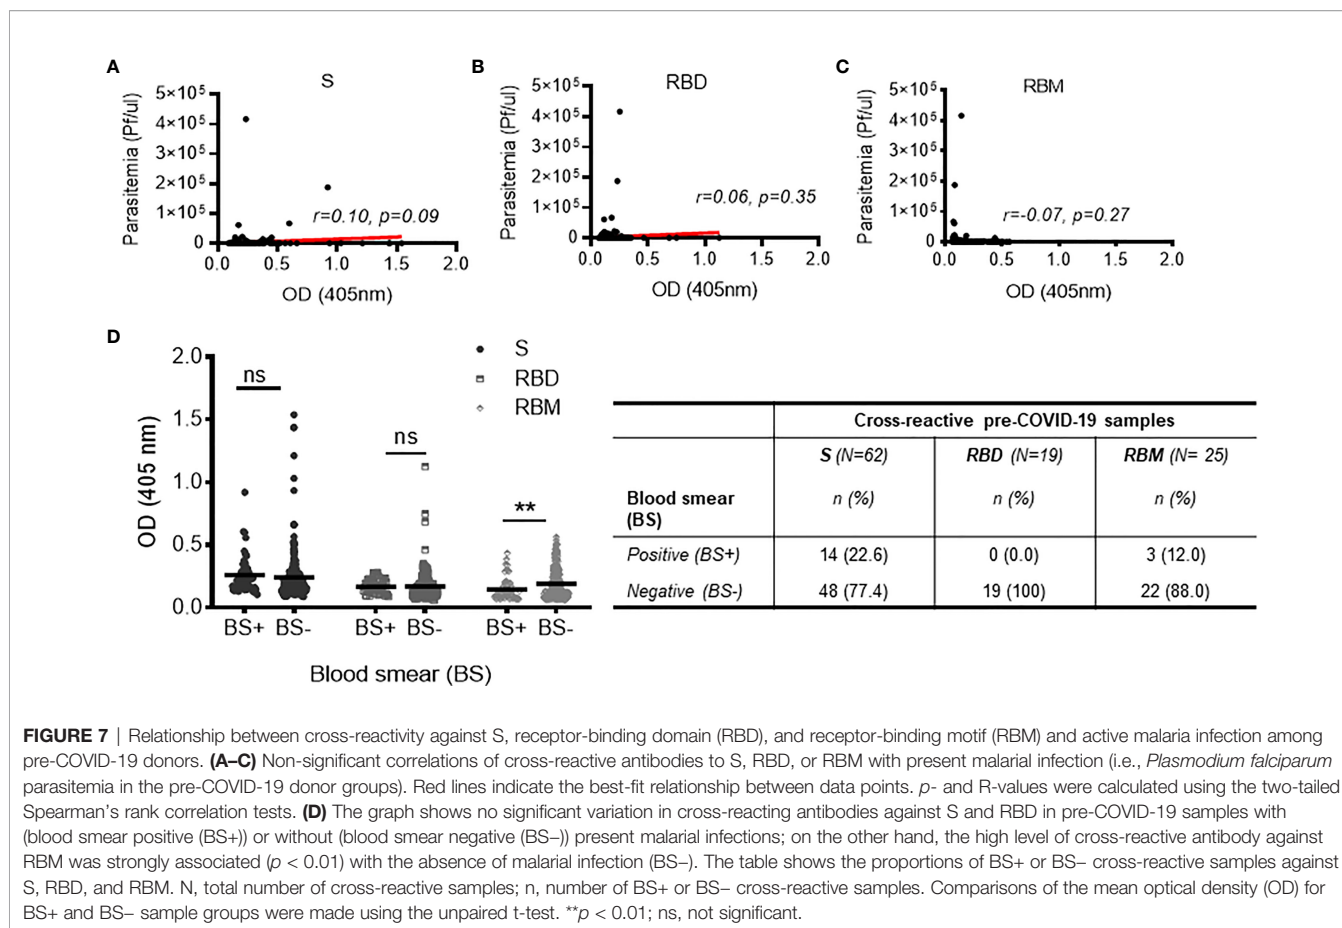 A
S
Parasitemia (Pf/ul)
5×10⁵
4×10⁵
3×10⁵
2×10⁵
1×10⁵
0
r=0.10, p=0.09
0.0 0.5 1.0 1.5 2.0
OD (405nm)
B
RBD
Parasitemia (Pf/ul)
5×10⁵
4×10⁵
3×10⁵
2×10⁵
1×10⁵
0
r=0.06, p=0.35
0.0 0.5 1.0 1.5 2.0
OD (405nm)
C
RBM
Parasitemia (Pf/ul)
5×10⁵
4×10⁵
3×10⁵
2×10⁵
1×10⁵
0
r=-0.07, p=0.27
0.0 0.5 1.0 1.5 2.0
OD (405nm)
D
OD (405 nm)
2.0
1.5
1.0
0.5
0.0
ns
ns
**
S
RBD
RBM
BS+ BS- BS+ BS- BS+ BS-
Blood smear (BS)
Cross-reactive pre-COVID-19 samples
S (N=62) RBD (N=19) RBM (N= 25)
Blood smear (BS) n (%) n (%) n (%)
Positive (BS+) 14 (22.6) 0 (0.0) 3 (12.0)
Negative (BS-) 48 (77.4) 19 (100) 22 (88.0)
FIGURE 7 | Relationship between cross-reactivity against S, receptor-binding domain (RBD), and receptor-binding motif (RBM) and active malaria infection among
pre-COVID-19 donors. (A–C) Non-significant correlations of cross-reactive antibodies to S, RBD, or RBM with present malarial infection (i.e., Plasmodium falciparum
parasitemia in the pre-COVID-19 donor groups). Red lines indicate the best-fit relationship between data points. p- and R-values were calculated using the two-tailed
Spearman's rank correlation tests. (D) The graph shows no significant variation in cross-reacting antibodies against S and RBD in pre-COVID-19 samples with
(blood smear positive (BS+)) or without (blood smear negative (BS–)) present malarial infections; on the other hand, the high level of cross-reactive antibody against
RBM was strongly associated (p < 0.01) with the absence of malarial infection (BS–). The table shows the proportions of BS+ or BS– cross-reactive samples against
S, RBD, and RBM. N, total number of cross-reactive samples; n, number of BS+ or BS– cross-reactive samples. Comparisons of the mean optical density (OD) for
BS+ and BS– sample groups were made using the unpaired t-test. **p < 0.01; ns, not significant.